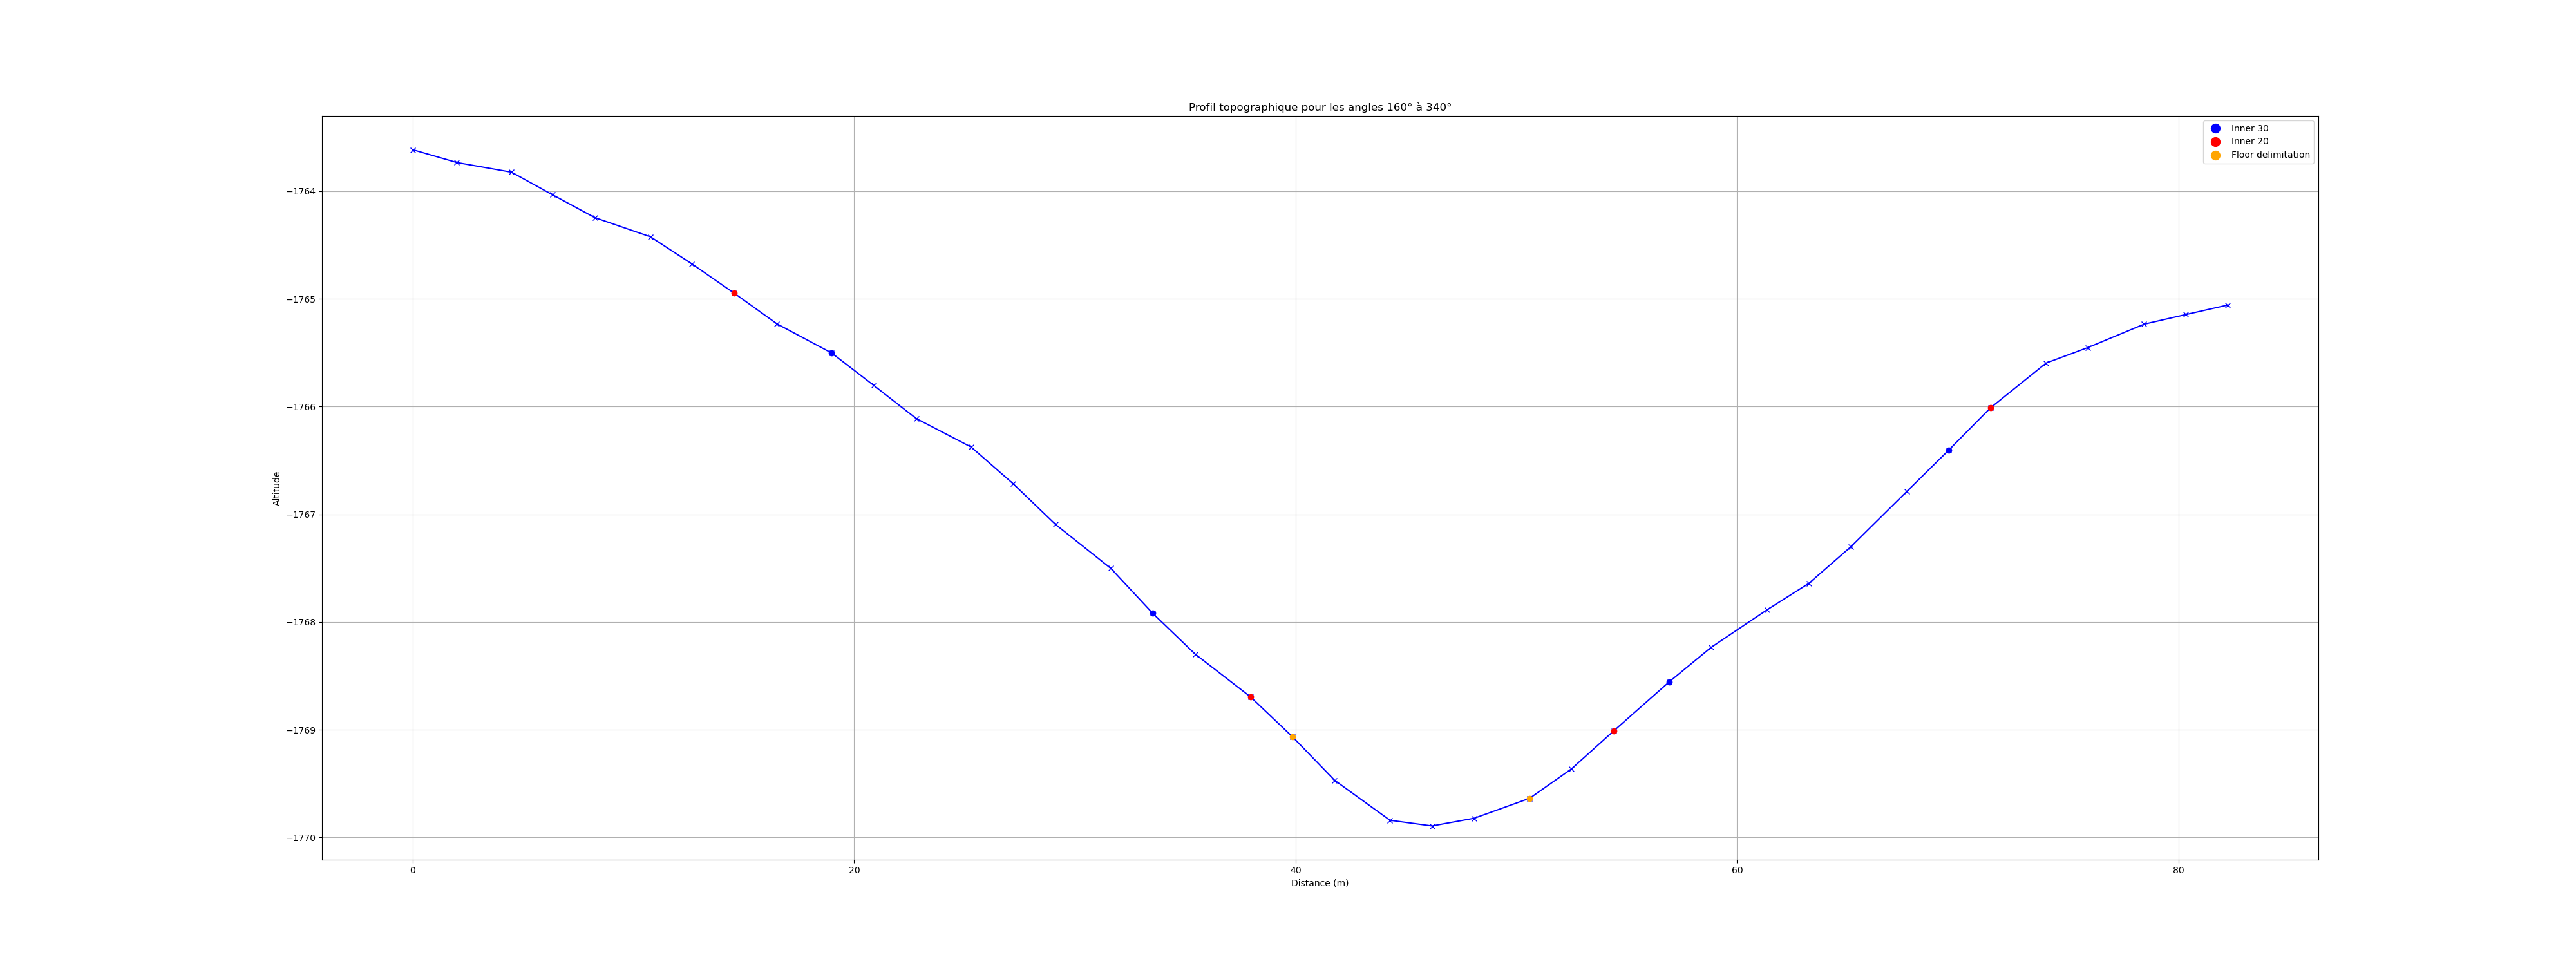 Profil topographique pour les angles 160° à 340°
Inner 30
Inner 20
Floor delimitation
Altitude
−1764
−1765
−1766
−1767
−1768
−1769
−1770
0 20 40 60 80
Distance (m)